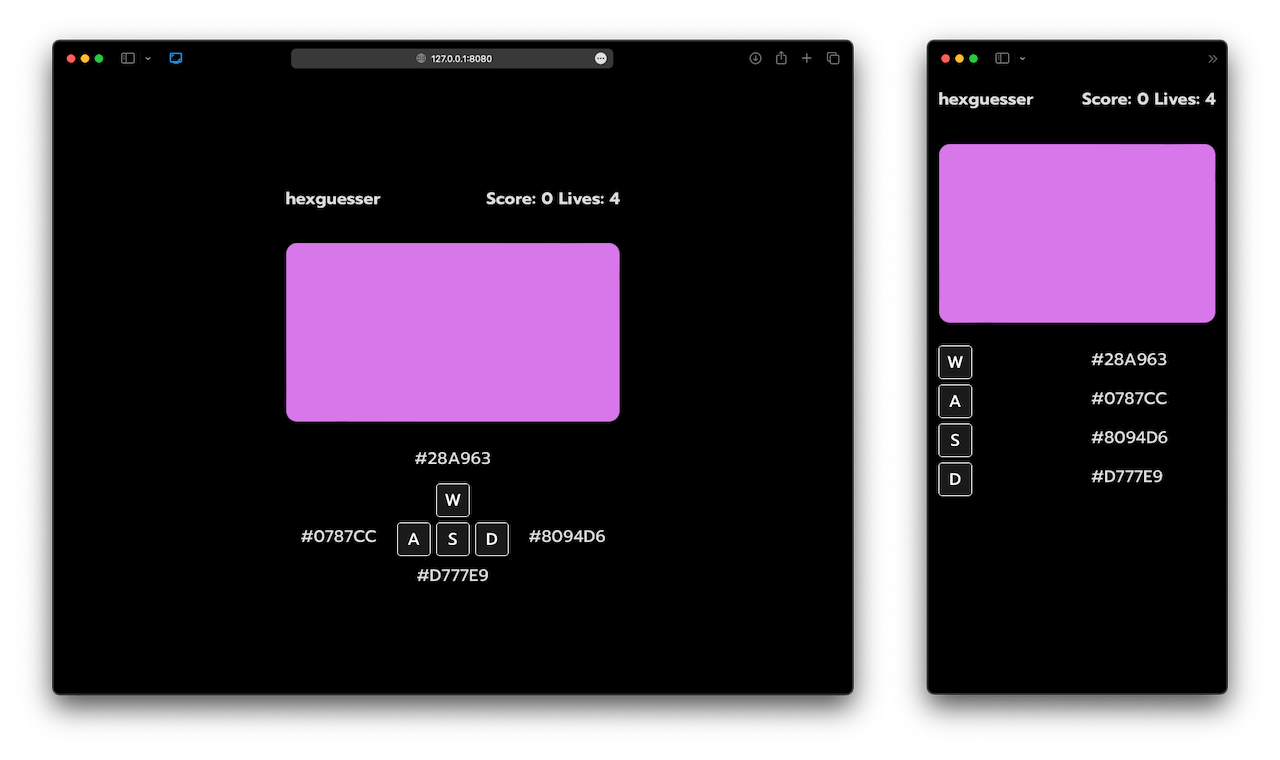 127.0.0.1:8080
hexguesser Score: 0 Lives: 4
#28A963
W
#0787CC A S D #8094D6
#D777E9
hexguesser Score: 0 Lives: 4
W #28A963
A #0787CC
S #8094D6
D #D777E9